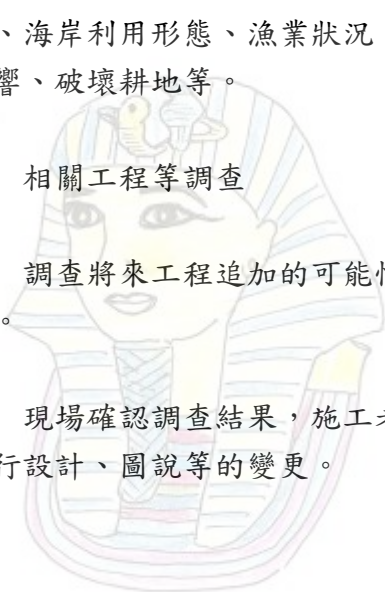 、海岸利用形態、漁業狀況
響、破壞耕地等。
相關工程等調查
調查將來工程追加的可能
。
現場確認調查結果，施工
行設計、圖說等的變更。